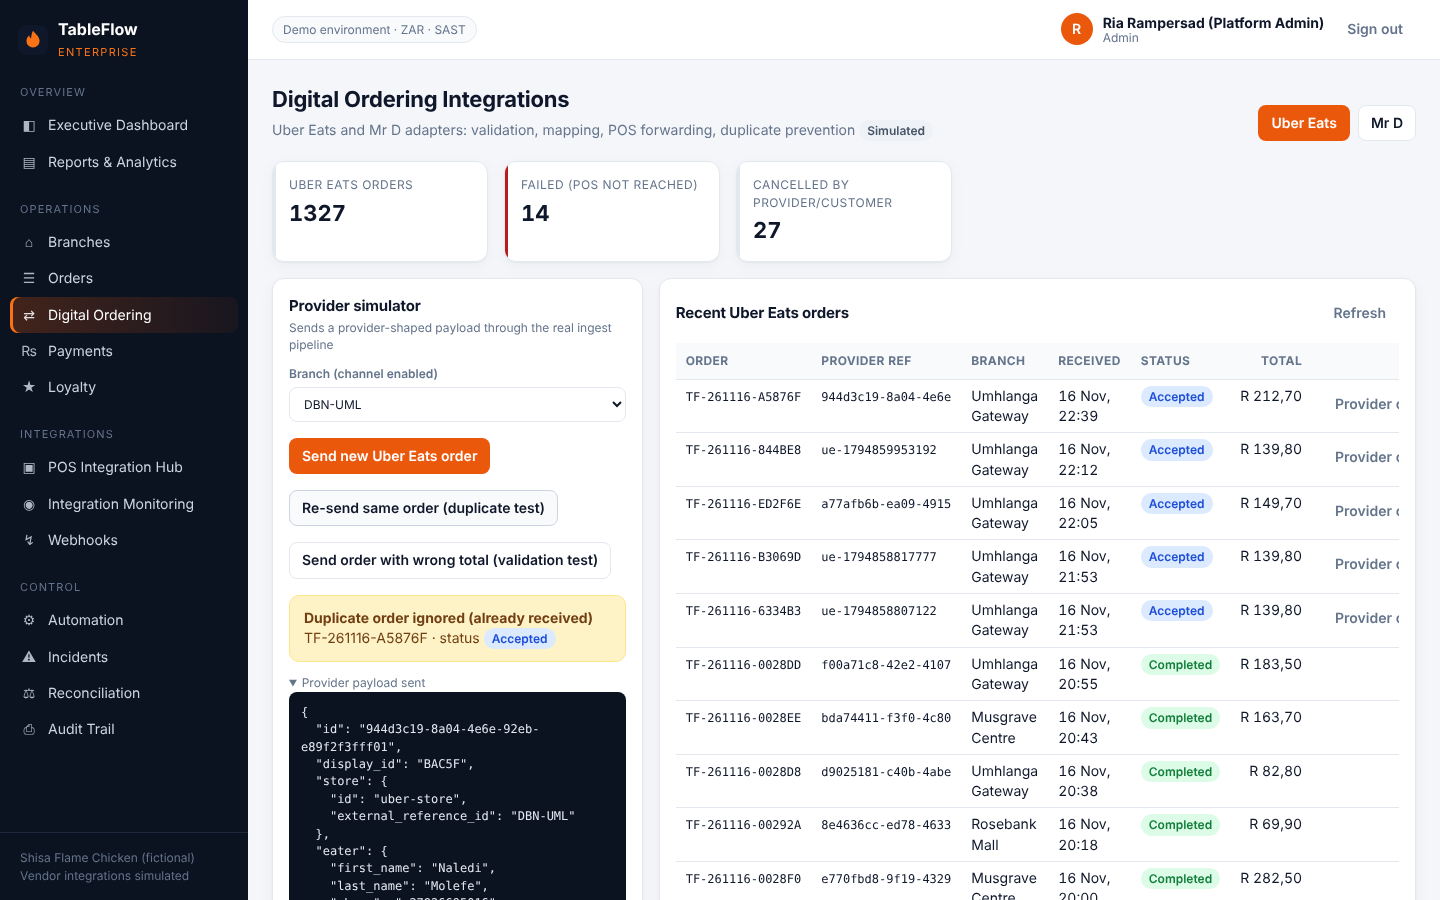 TableFlow
ENTERPRISE
OVERVIEW
Executive Dashboard
Reports & Analytics
OPERATIONS
Branches
Orders
Digital Ordering
Rs Payments
Loyalty
INTEGRATIONS
POS Integration Hub
Integration Monitoring
Webhooks
CONTROL
Automation
Incidents
Reconciliation
Audit Trail
Shisa Flame Chicken (fictional)
Vendor integrations simulated
Demo environment · ZAR · SAST
R
Ria Rampersad (Platform Admin)
Admin
Sign out
Digital Ordering Integrations
Uber Eats and Mr D adapters: validation, mapping, POS forwarding, duplicate prevention Simulated
Uber Eats
Mr D
UBER EATS ORDERS
1327
FAILED (POS NOT REACHED)
14
CANCELLED BY
PROVIDER/CUSTOMER
27
Provider simulator
Sends a provider-shaped payload through the real ingest
pipeline
Branch (channel enabled)
DBN-UML
Send new Uber Eats order
Re-send same order (duplicate test)
Send order with wrong total (validation test)
Duplicate order ignored (already received)
TF-261116-A5876F · status Accepted
▼ Provider payload sent
{
"id": "944d3c19-8a04-4e6e-92eb-
e89f2f3fff01",
"display_id": "BAC5F",
"store": {
"id": "uber-store",
"external_reference_id": "DBN-UML"
},
"eater": {
"first_name": "Naledi",
"last_name": "Molefe",
Recent Uber Eats orders
Refresh
ORDER PROVIDER REF BRANCH RECEIVED STATUS TOTAL
TF-261116-A5876F 944d3c19-8a04-4e6e Umhlanga 16 Nov, Accepted R 212,70 Provider
Gateway 22:39
TF-261116-844BE8 ue-1794859953192 Umhlanga 16 Nov, Accepted R 139,80 Provider
Gateway 22:12
TF-261116-ED2F6E a77afb6b-ea09-4915 Umhlanga 16 Nov, Accepted R 149,70 Provider
Gateway 22:05
TF-261116-B3069D ue-1794858817777 Umhlanga 16 Nov, Accepted R 139,80 Provider
Gateway 21:53
TF-261116-6334B3 ue-1794858807122 Umhlanga 16 Nov, Accepted R 139,80 Provider
Gateway 21:53
TF-261116-0028DD f00a71c8-42e2-4107 Umhlanga 16 Nov, Completed R 183,50
Gateway 20:55
TF-261116-0028EE bda74411-f3f0-4c80 Musgrave 16 Nov, Completed R 163,70
Centre 20:43
TF-261116-0028D8 d9025181-c40b-4abe Umhlanga 16 Nov, Completed R 82,80
Gateway 20:38
TF-261116-00292A 8e4636cc-ed78-4633 Rosebank 16 Nov, Completed R 69,90
Mall 20:18
TF-261116-0028F0 e770fbd8-9f19-4329 Musgrave 16 Nov, Completed R 282,50
Centre 20:00